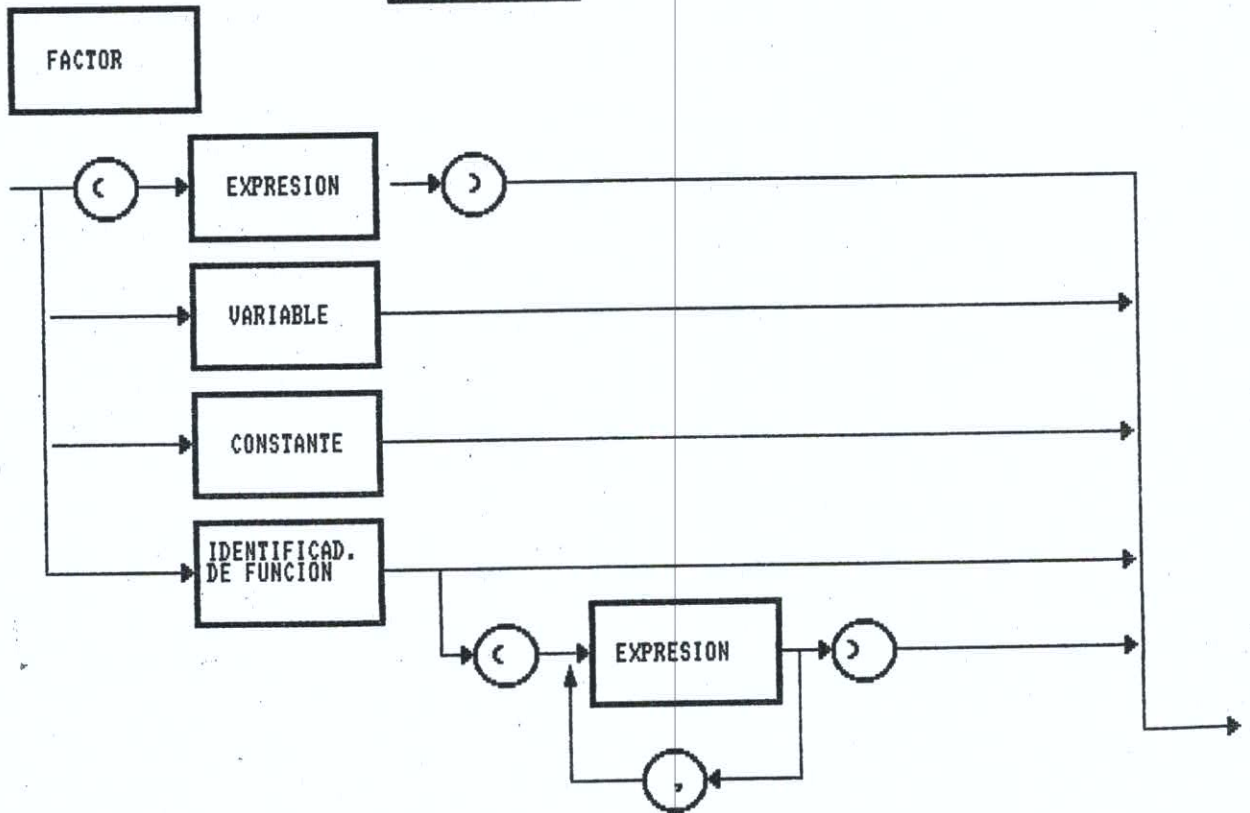 FACTOR
( EXPRESION )
VARIABLE
CONSTANTE
IDENTIFICAD.
DE FUNCION
( EXPRESION )
,